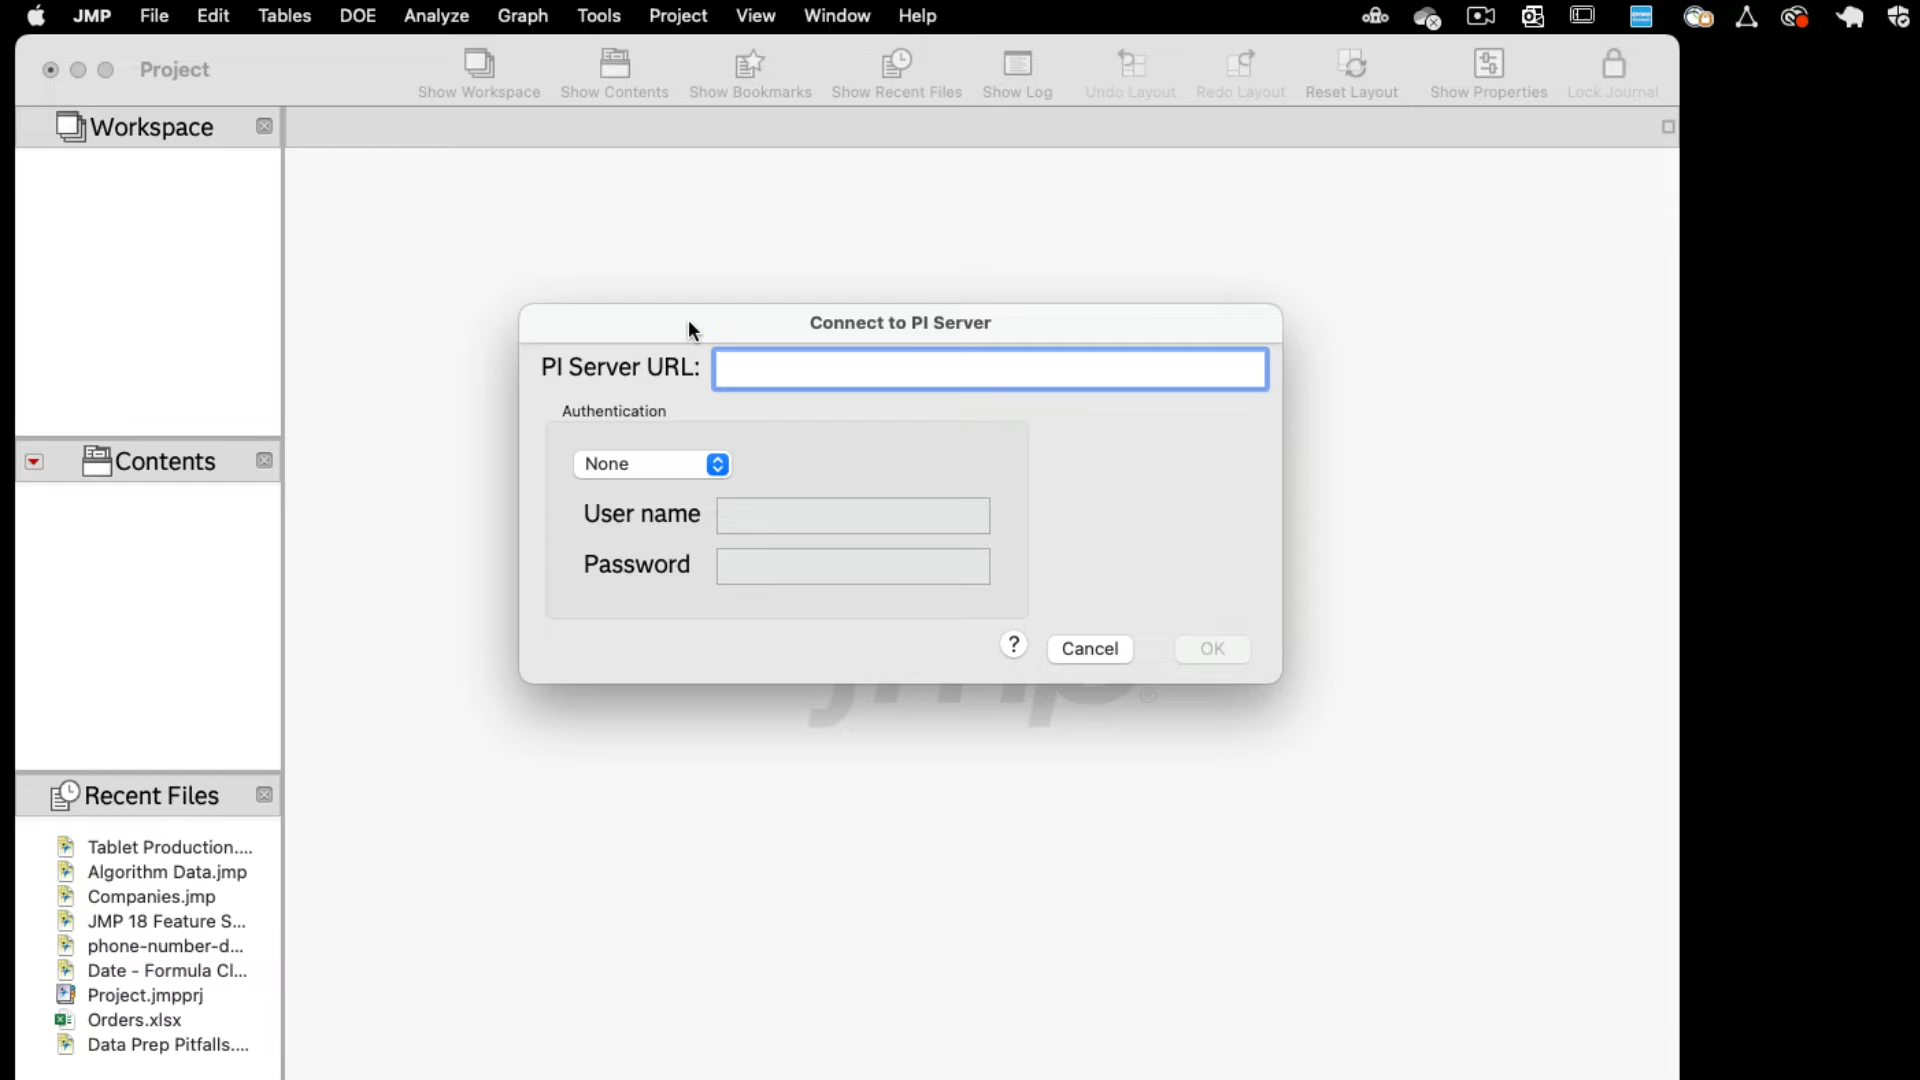 JMP File Edit Tables DOE Analyze Graph Tools Project View Window Help
Project
Show Workspace Show Contents Show Bookmarks Show Recent Files Show Log Undo Layout Redo Layout Reset Layout Show Properties Lock Journal
Workspace
Connect to PI Server
PI Server URL:
Authentication
None
User name
Password
? Cancel OK
jmp®
Contents
Recent Files
Tablet Production....
Algorithm Data.jmp
Companies.jmp
JMP 18 Feature S...
phone-number-d...
Date - Formula Cl...
Project.jmpprj
Orders.xlsx
Data Prep Pitfalls....